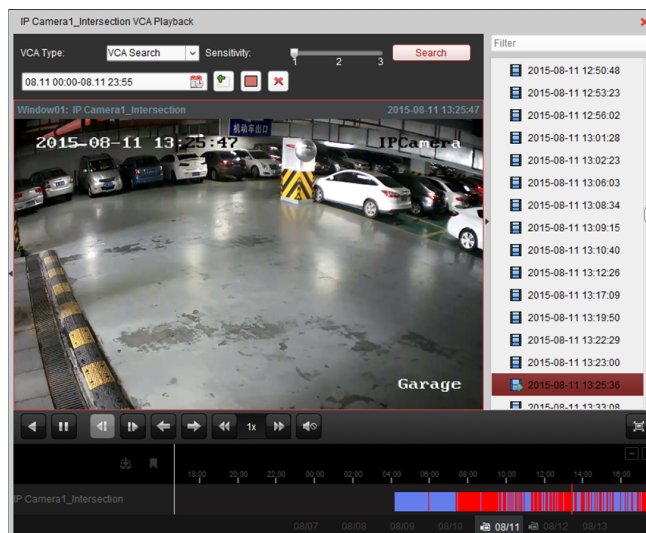 IP Camera1_Intersection VCA Playback
VCA Type: VCA Search Sensitivity: 1 2 3 Search
08.11 00:00-08.11 23:55
Window01: IP Camera1_Intersection 2015-08-11 13:25:47
机动车出口
2015-08-11 13:25:47 IPCamera
Garage
Filter
2015-08-11 12:50:48
2015-08-11 12:53:23
2015-08-11 12:56:02
2015-08-11 13:01:28
2015-08-11 13:02:23
2015-08-11 13:06:03
2015-08-11 13:08:34
2015-08-11 13:09:15
2015-08-11 13:10:40
2015-08-11 13:12:26
2015-08-11 13:17:09
2015-08-11 13:19:50
2015-08-11 13:22:29
2015-08-11 13:23:00
2015-08-11 13:25:36
2015-08-11 13:33:08
1x
18:00 20:00 22:00 00:00 02:00 04:00 06:00 08:00 10:00 12:00 14:00 16:00
IP Camera1_Intersection
08/07 08/08 08/09 08/10 08/11 08/12 08/13